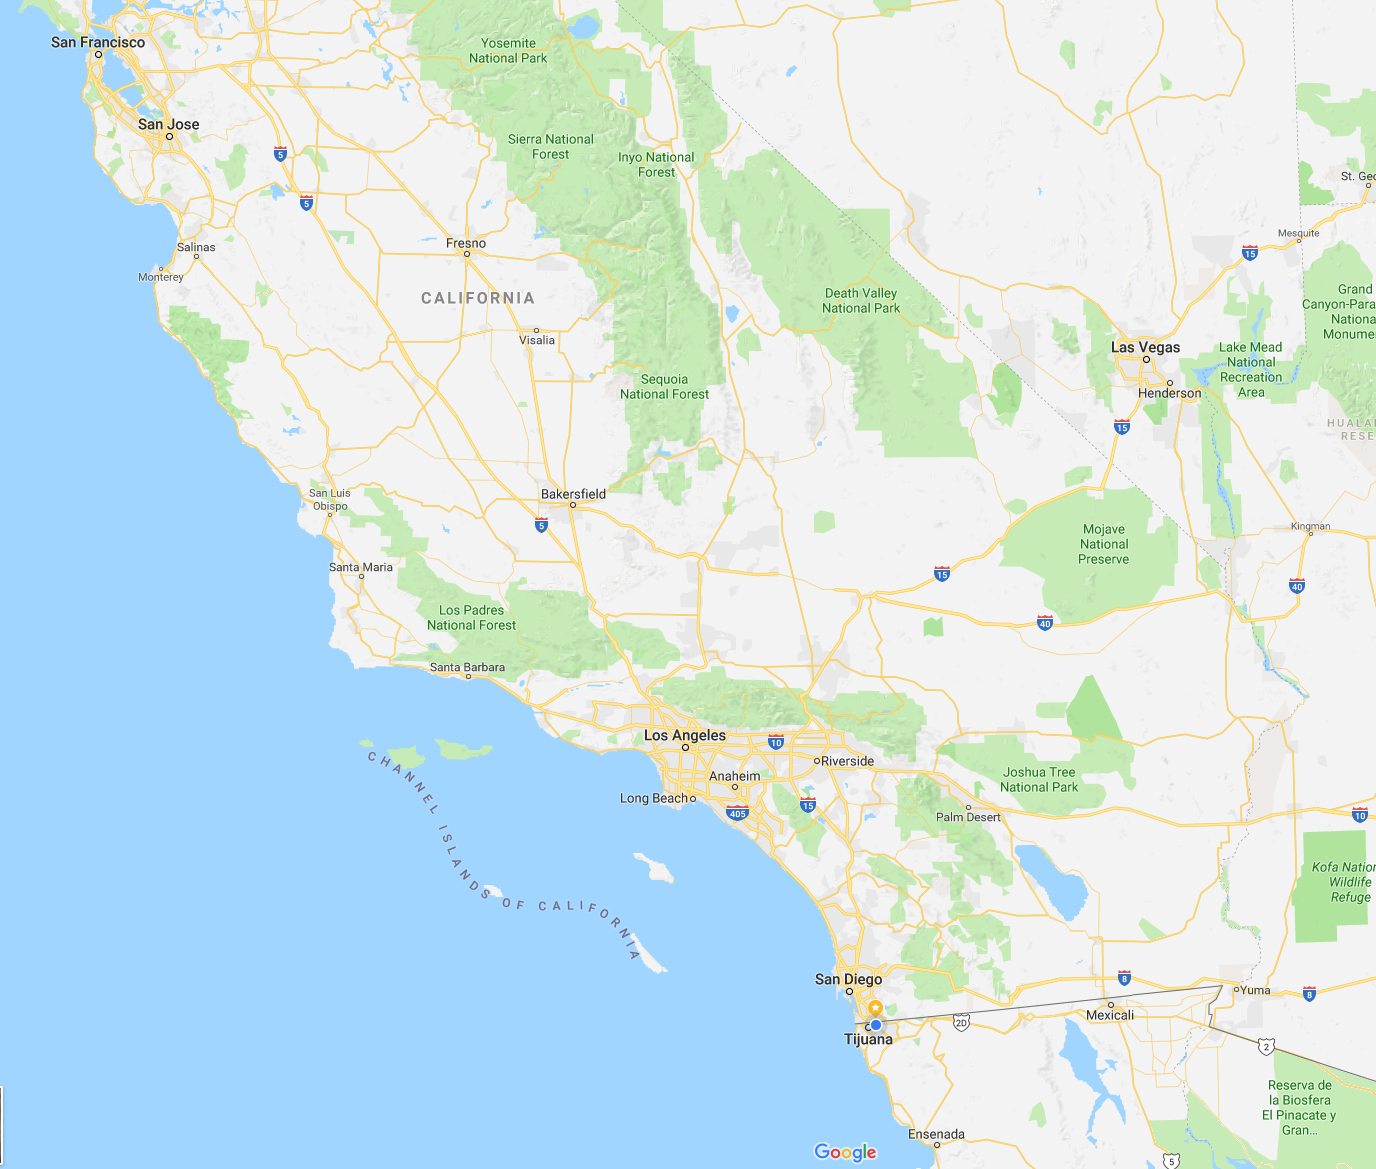 San Francisco
Yosemite
National Park
San Jose
Sierra National
Forest
Inyo National
Forest
5
5
St. Geo
Salinas
Fresno
Mesquite
15
Monterey
CALIFORNIA
Death Valley
National Park
Grand
Canyon-Para
Nationa
Monume
Visalia
Las Vegas
Lake Mead
National
Recreation
Area
Henderson
Sequoia
National Forest
15
HUALA
RESE
San Luis
Obispo
Bakersfield
5
Kingman
Mojave
National
Preserve
Santa Maria
15
40
Los Padres
National Forest
40
Santa Barbara
Los Angeles
10
Riverside
Anaheim
Joshua Tree
National Park
Long Beach
15
405
Palm Desert
10
CHANNEL ISLANDS OF CALIFORNIA
Kofa Nation
Wildlife
Refuge
San Diego
8
Yuma
8
Mexicali
2D
Tijuana
2
Reserva de
la Biosfera
El Pinacate y
Gran...
Ensenada
Google
5